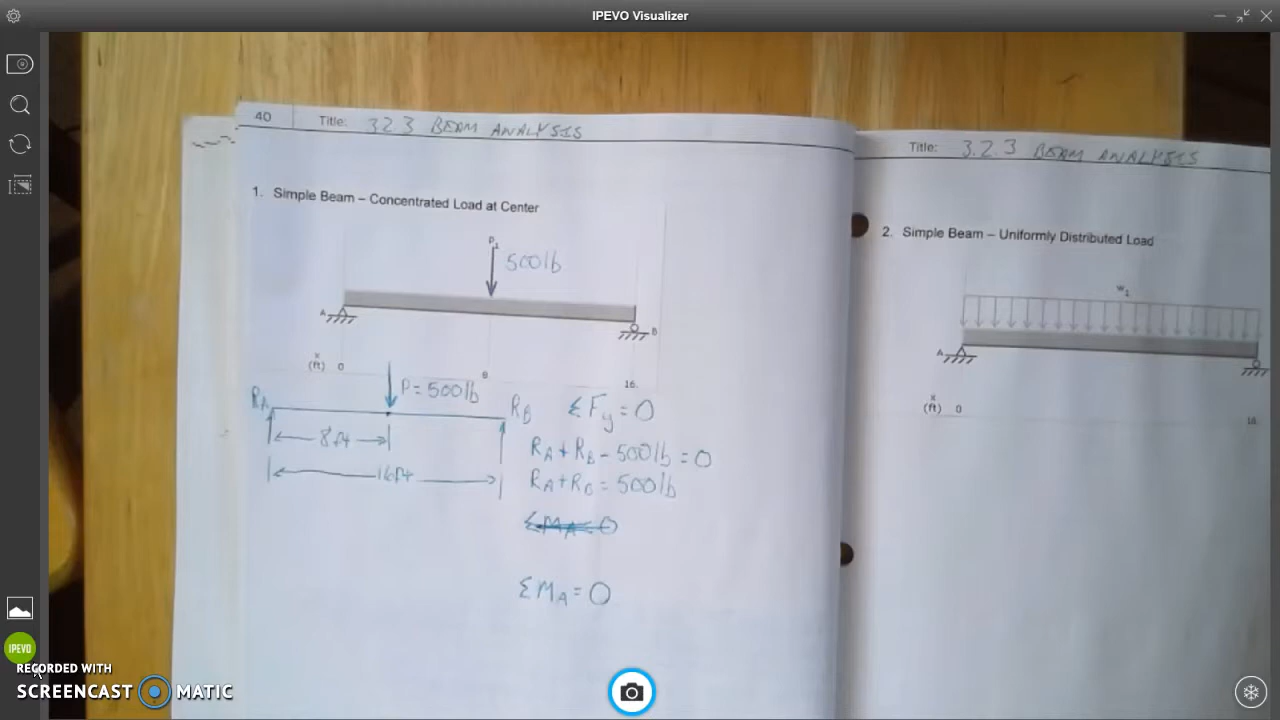 IPEVO Visualizer
40
Title: 3.2.3 BEAM ANALYSIS
1. Simple Beam – Concentrated Load at Center
P1
500lb
A
B
x
(ft) 0
8
16
P = 500lb
RA
RB
8ft
16ft
ΣFy = 0
RA + RB - 500lb = 0
RA + RB = 500lb
ΣMA = 0
ΣMA = 0
Title: 3.2.3 BEAM ANALYSIS
2. Simple Beam – Uniformly Distributed Load
w1
A
x
(ft) 0
16
IPEVO
RECORDED WITH
SCREENCAST MATIC